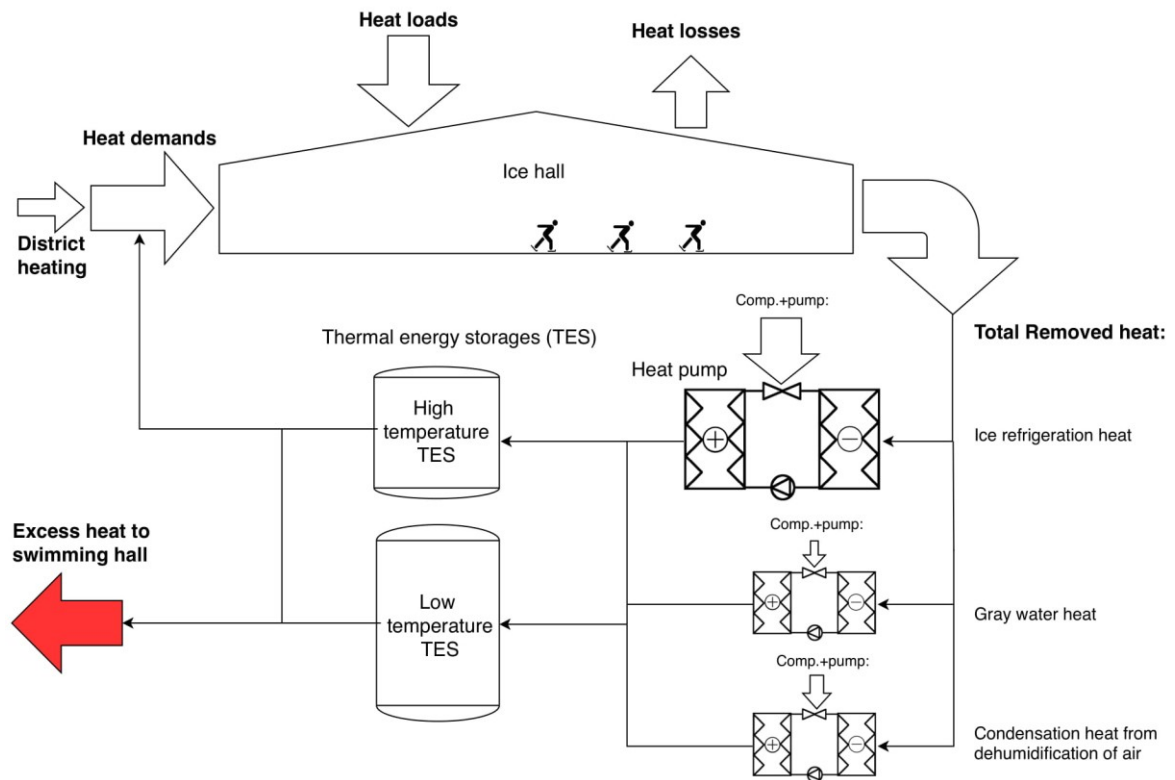 Heat loads
Heat losses
Heat demands
Ice hall
District
heating
Comp.+pump:
Thermal energy storages (TES)
Total Removed heat:
Heat pump
High
temperature
TES
Ice refrigeration heat
Comp.+pump:
Excess heat to
swimming hall
Low
temperature
TES
Gray water heat
Comp.+pump:
Condensation heat from
dehumidification of air